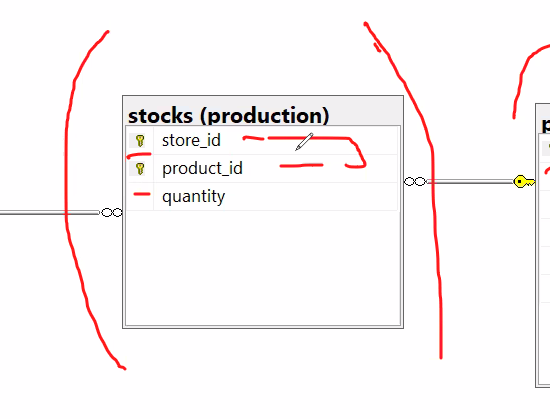 stocks (production)
store_id
product_id
quantity
p